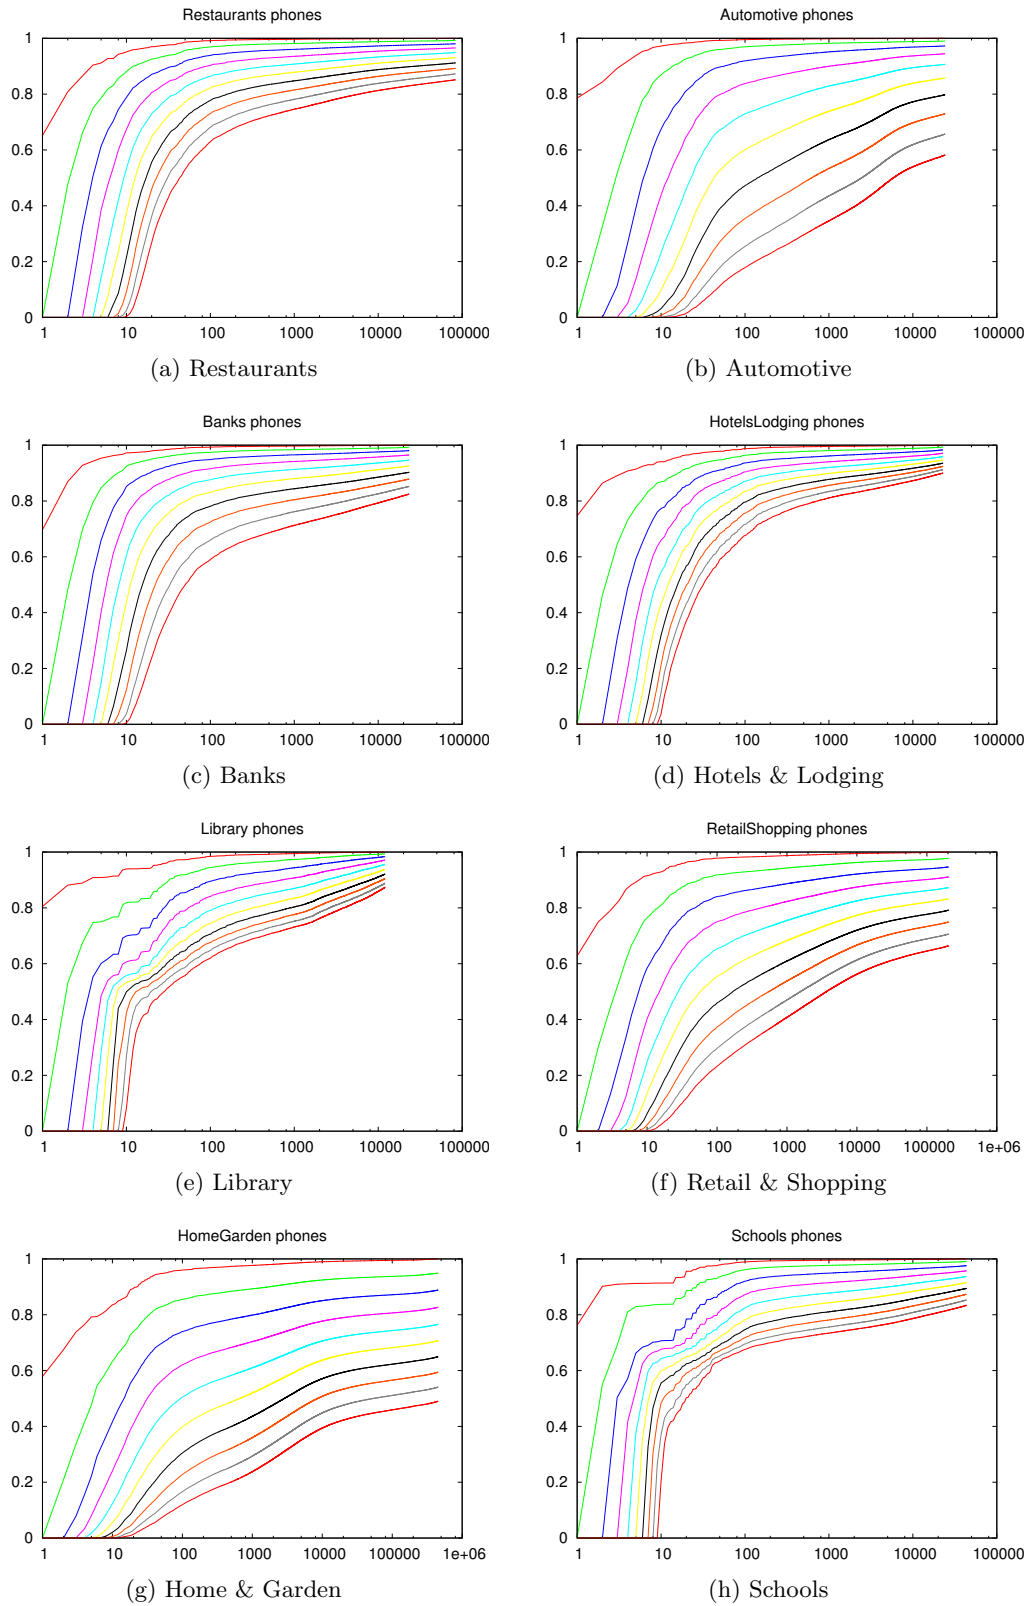 Restaurants phones
1
0.8
0.6
0.4
0.2
0
1 10 100 1000 10000 100000
(a) Restaurants
Automotive phones
1
0.8
0.6
0.4
0.2
0
1 10 100 1000 10000 100000
(b) Automotive
Banks phones
1
0.8
0.6
0.4
0.2
0
1 10 100 1000 10000 100000
(c) Banks
HotelsLodging phones
1
0.8
0.6
0.4
0.2
0
1 10 100 1000 10000 100000
(d) Hotels & Lodging
Library phones
1
0.8
0.6
0.4
0.2
0
1 10 100 1000 10000 100000
(e) Library
RetailShopping phones
1
0.8
0.6
0.4
0.2
0
1 10 100 1000 10000 100000 1e+06
(f) Retail & Shopping
HomeGarden phones
1
0.8
0.6
0.4
0.2
0
1 10 100 1000 10000 100000 1e+06
(g) Home & Garden
Schools phones
1
0.8
0.6
0.4
0.2
0
1 10 100 1000 10000 100000
(h) Schools